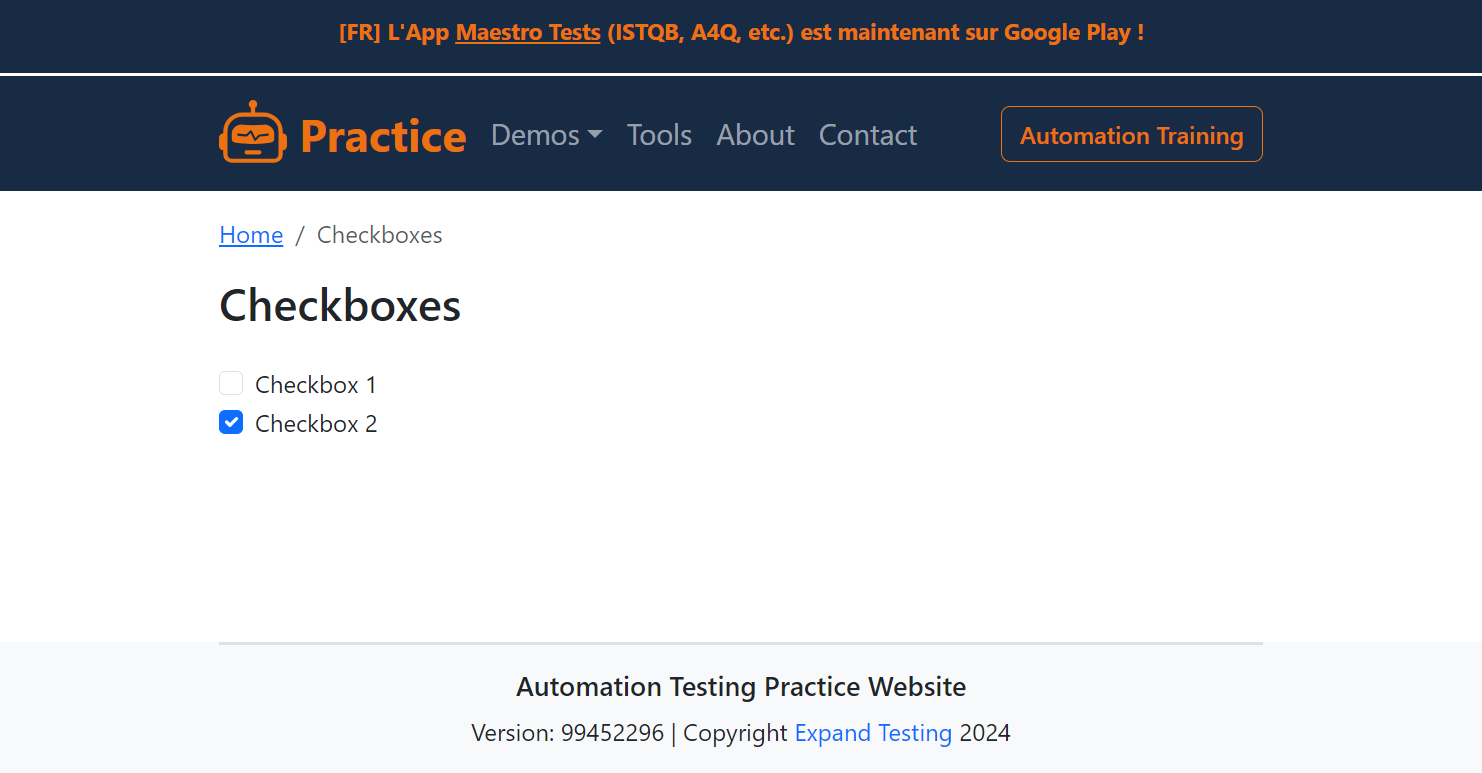 [FR] L'App Maestro Tests (ISTQB, A4Q, etc.) est maintenant sur Google Play !
Practice Demos Tools About Contact Automation Training
Home / Checkboxes
Checkboxes
Checkbox 1
Checkbox 2
Automation Testing Practice Website
Version: 99452296 | Copyright Expand Testing 2024